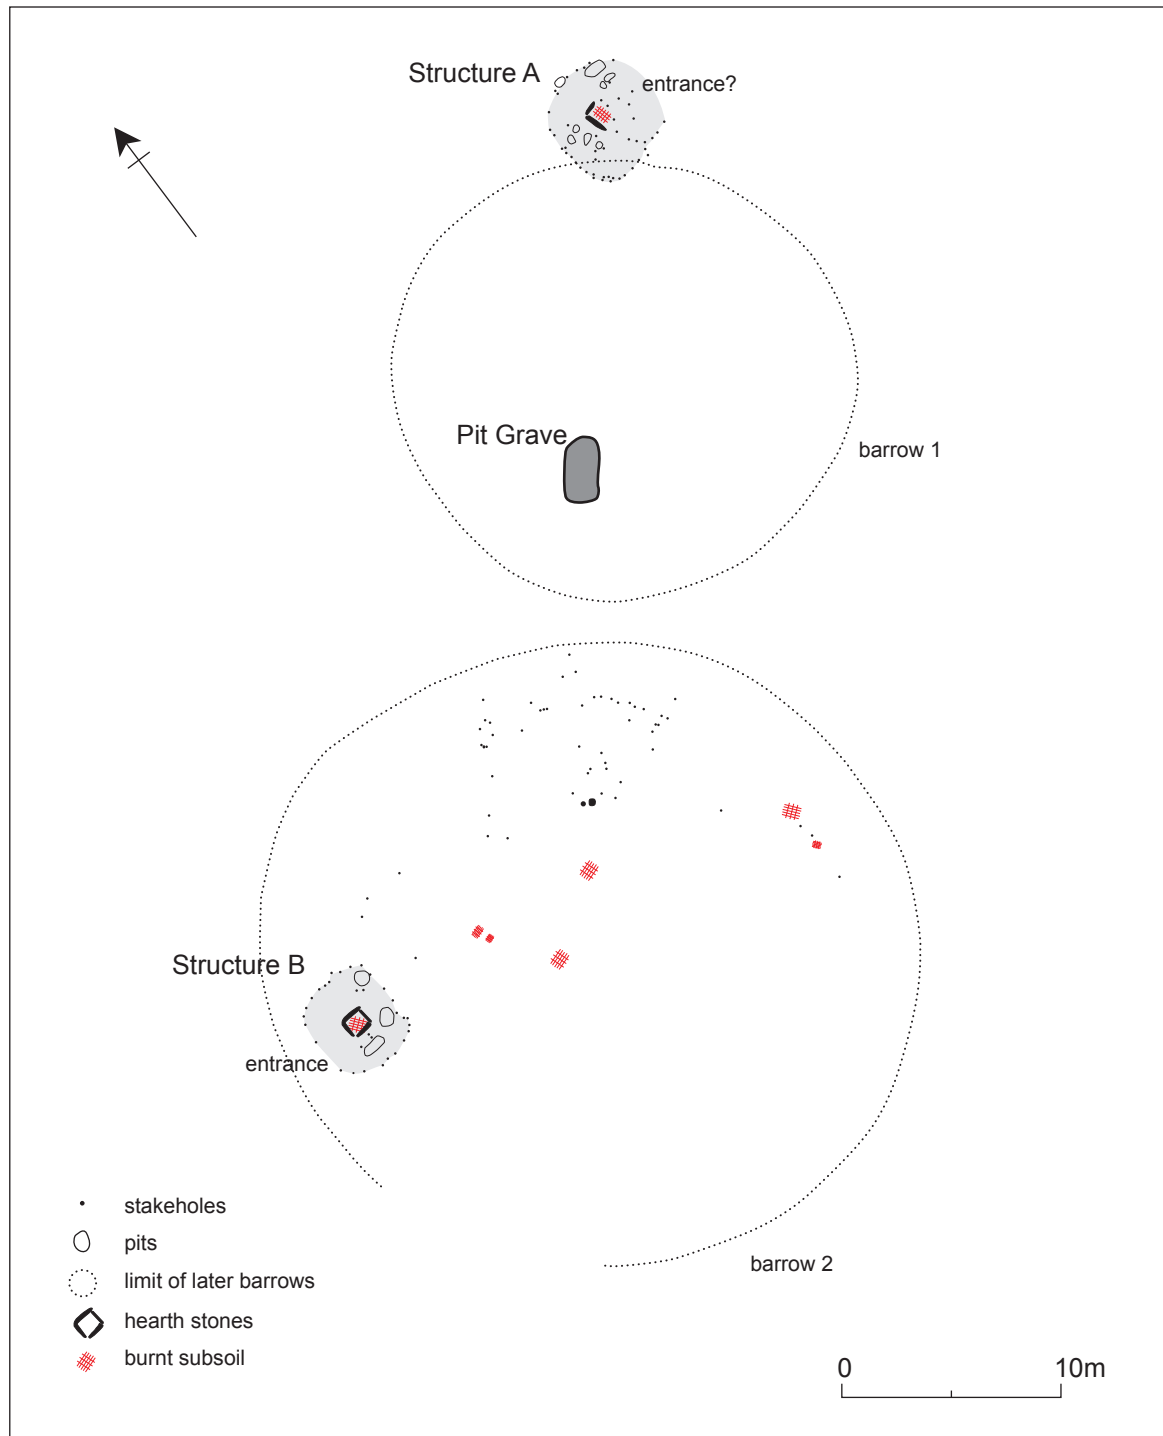 Structure A
entrance?
Pit Grave
barrow 1
Structure B
entrance
stakeholes
pits
limit of later barrows
hearth stones
burnt subsoil
barrow 2
0 10m